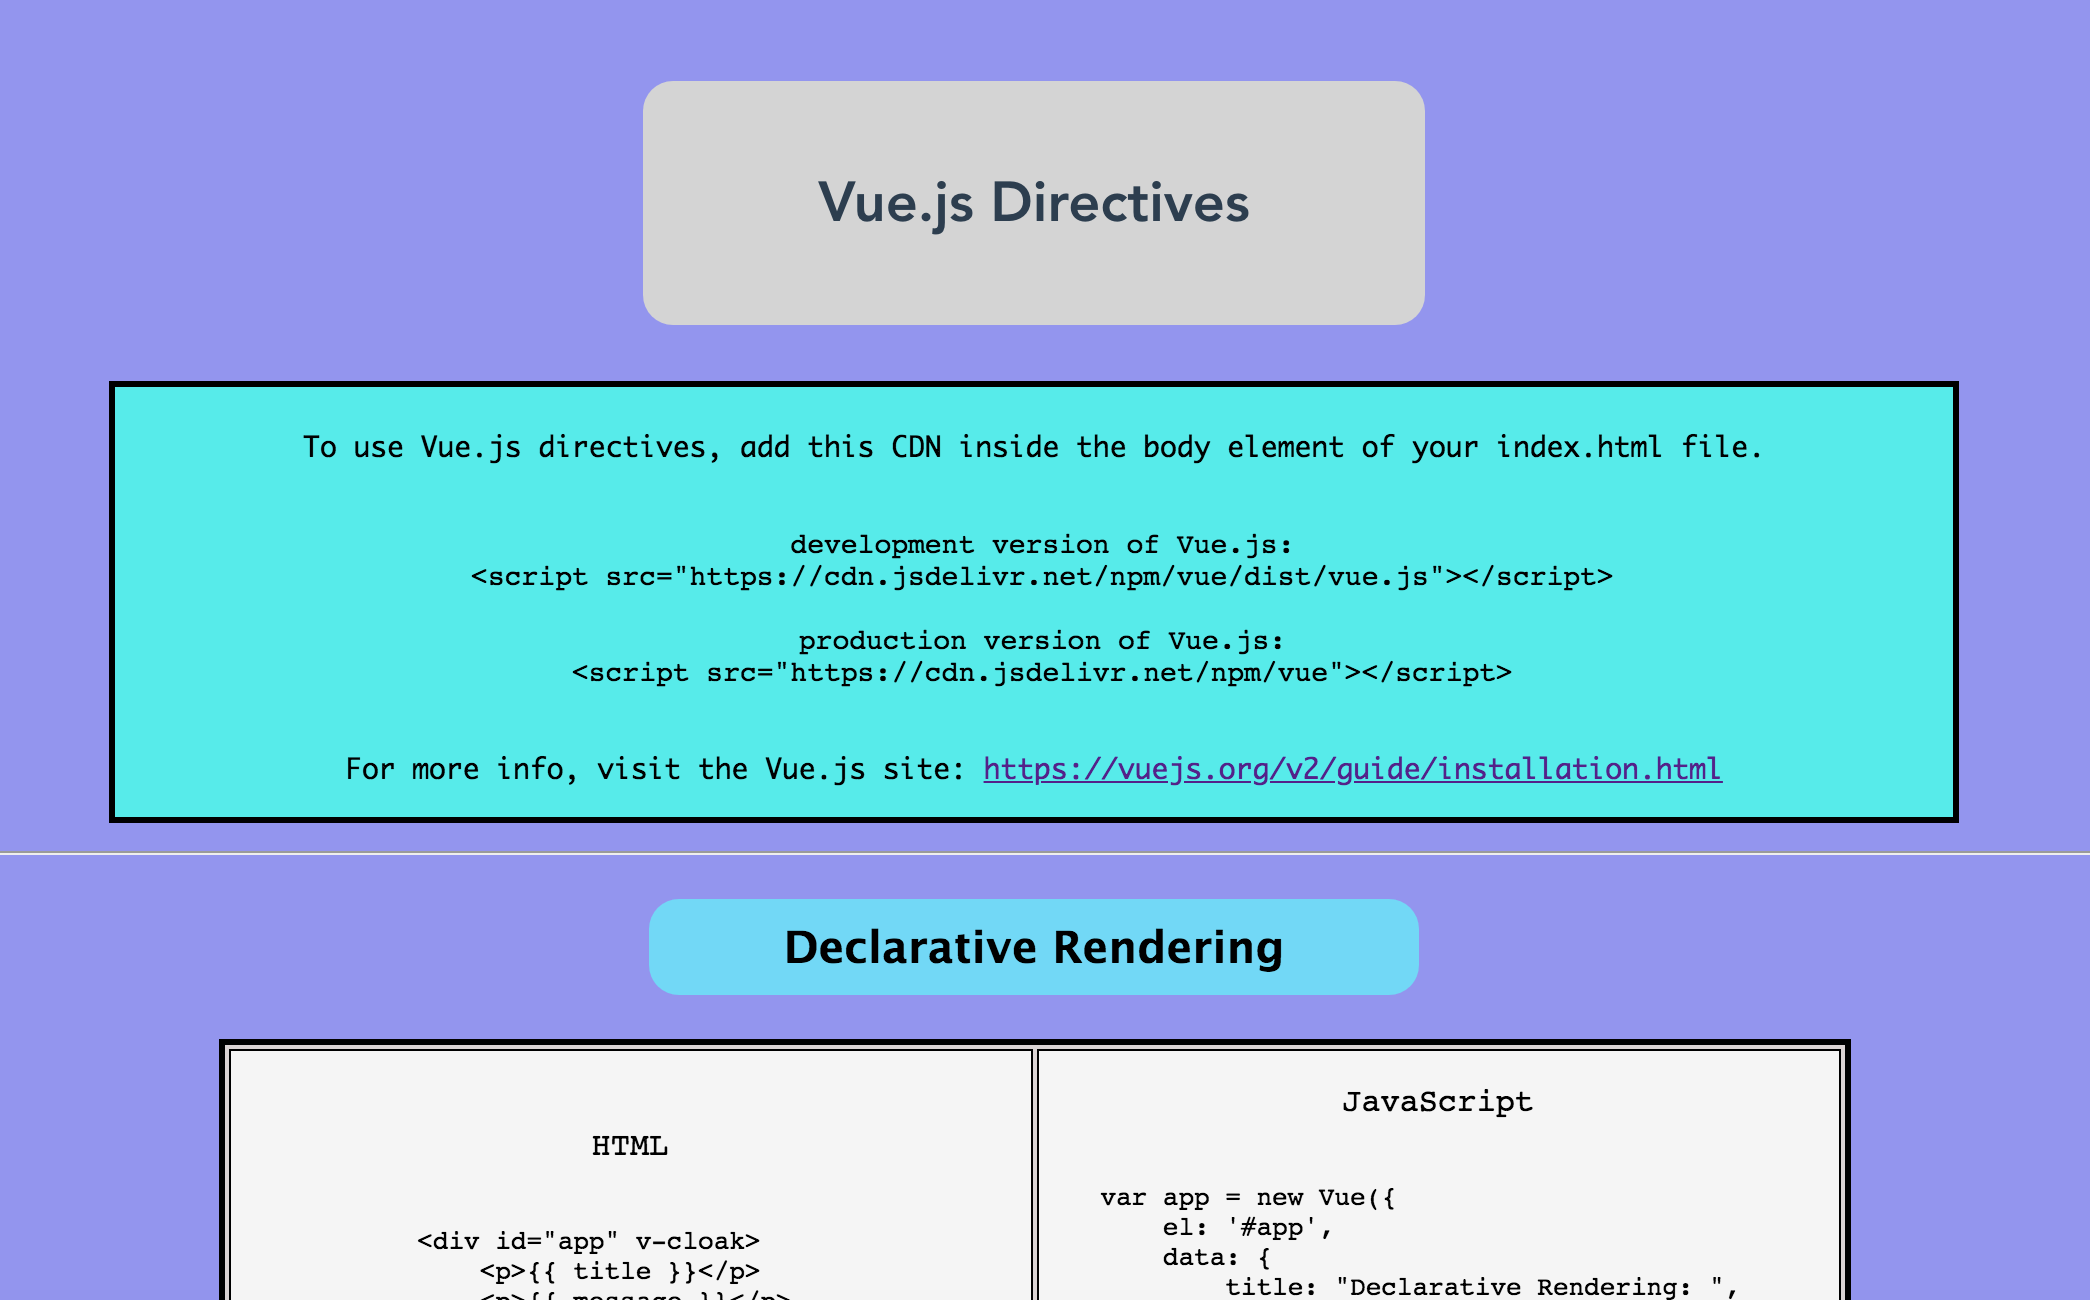 Vue.js Directives
To use Vue.js directives, add this CDN inside the body element of your index.html file.
development version of Vue.js:
<script src="https://cdn.jsdelivr.net/npm/vue/dist/vue.js"></script>
production version of Vue.js:
<script src="https://cdn.jsdelivr.net/npm/vue"></script>
For more info, visit the Vue.js site: https://vuejs.org/v2/guide/installation.html
Declarative Rendering
HTML
<div id="app" v-cloak>
<p>{{ title }}</p>
<p>{{ message }}</p>
JavaScript
var app = new Vue({
el: '#app',
data: {
title: "Declarative Rendering: ",